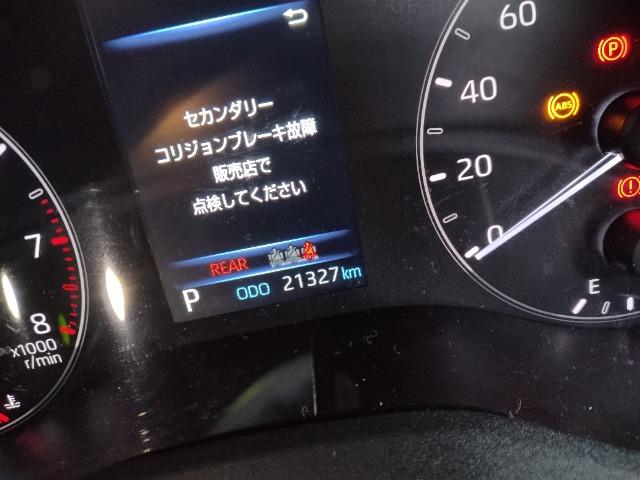 セカンダリー
コリジョンブレーキ故障
販売店で
点検してください
REAR
P ODO 21327 km
7
8
x1000
r/min
60
40
20
0
E
P
ABS
!